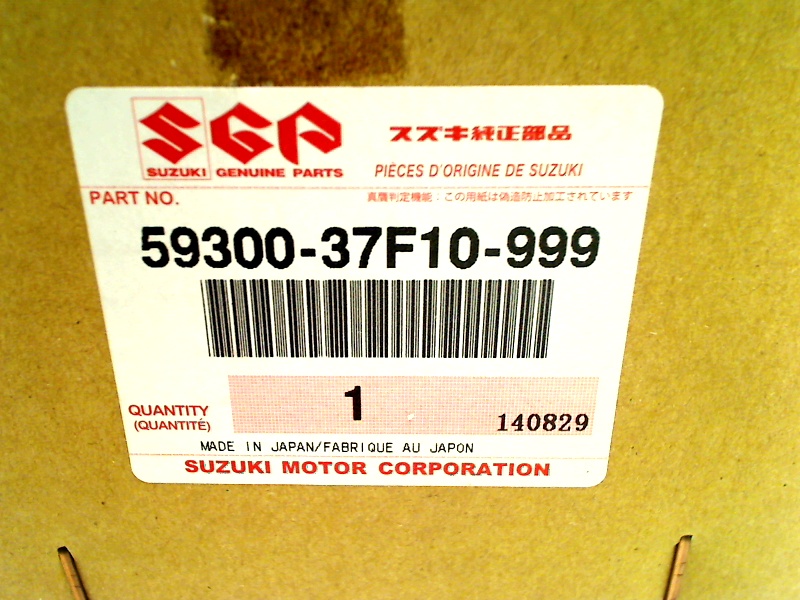 SGP スズキ純正部品
SUZUKI GENUINE PARTS PIÈCES D'ORIGINE DE SUZUKI
PART NO. 真贋判定機能：この用紙は偽造防止加工されています
59300-37F10-999
1
QUANTITY
(QUANTITÉ) 140829
MADE IN JAPAN/FABRIQUE AU JAPON
SUZUKI MOTOR CORPORATION